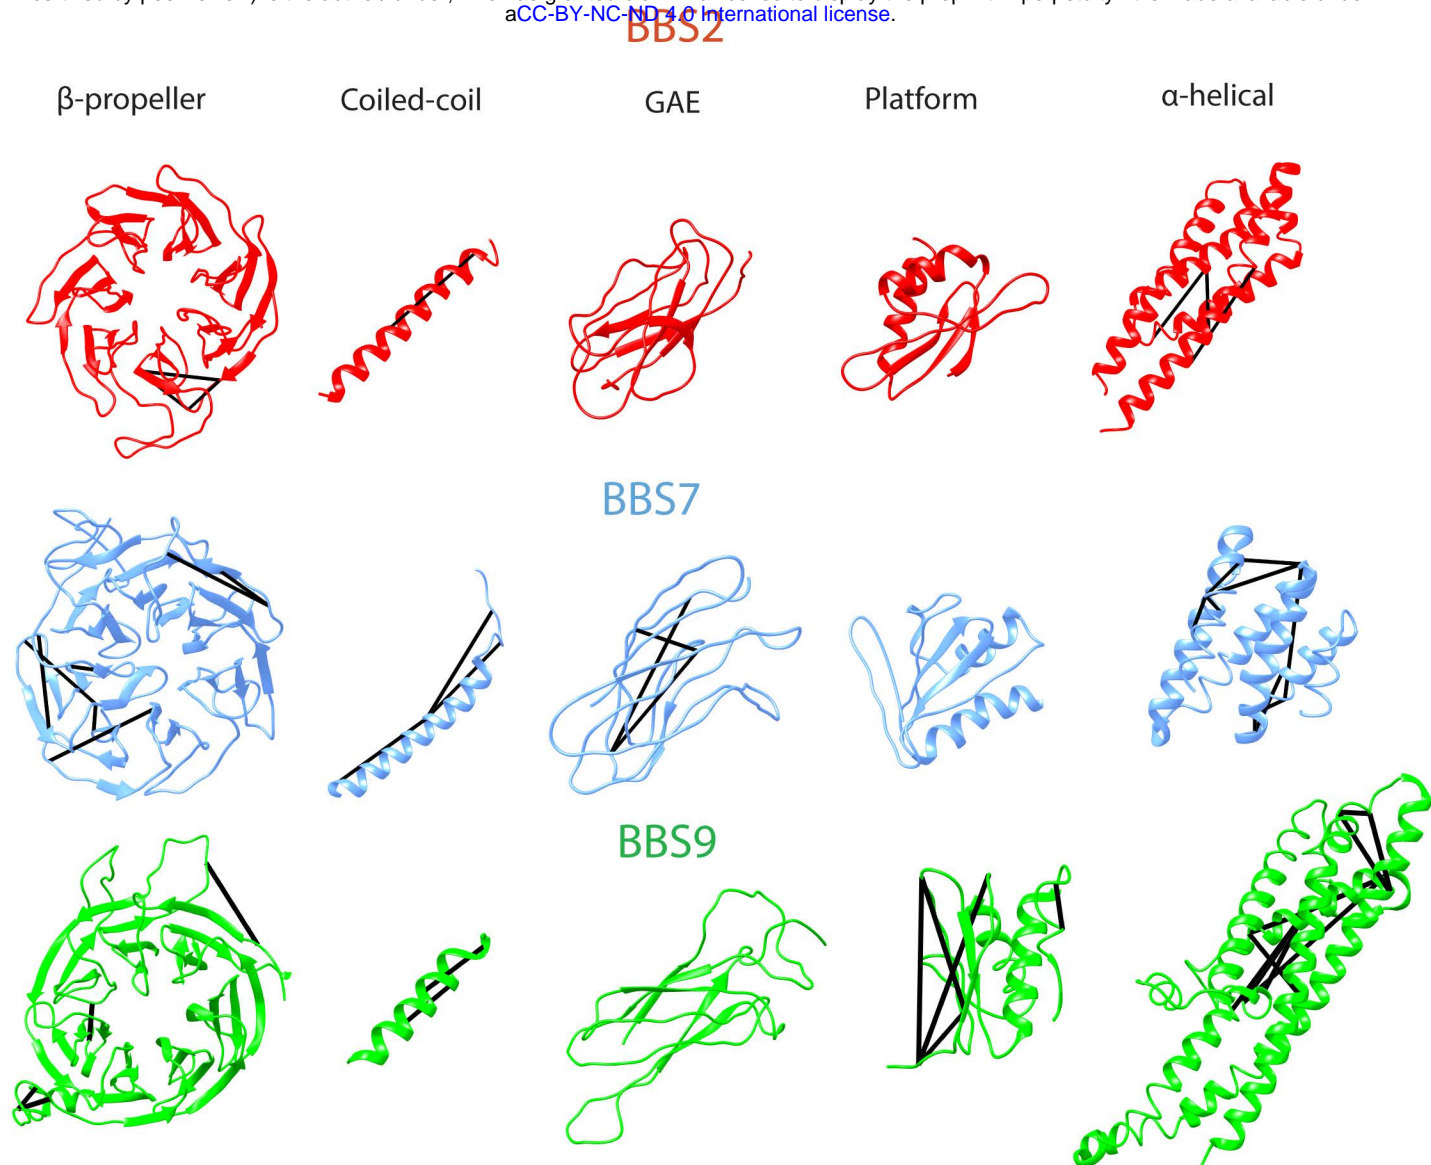 aCC-BY-NC-ND 4.0 International license.
BBS2
β-propeller Coiled-coil GAE Platform α-helical
BBS7
BBS9